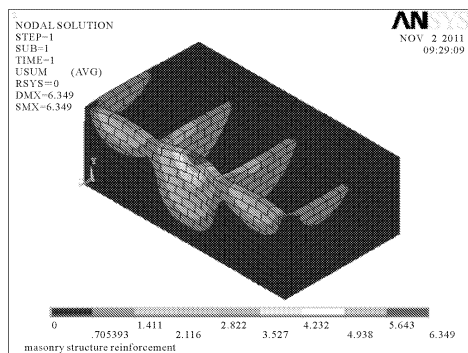 NODAL SOLUTION
STEP=1
SUB=1
TIME=1
USUM (AVG)
RSYS=0
DMX=6.349
SMX=6.349
ANSYS
NOV 2 2011
09:29:09
Y
0 1.411 2.822 4.232 5.643
.705393 2.116 3.527 4.938 6.349
masonry structure reinforcement